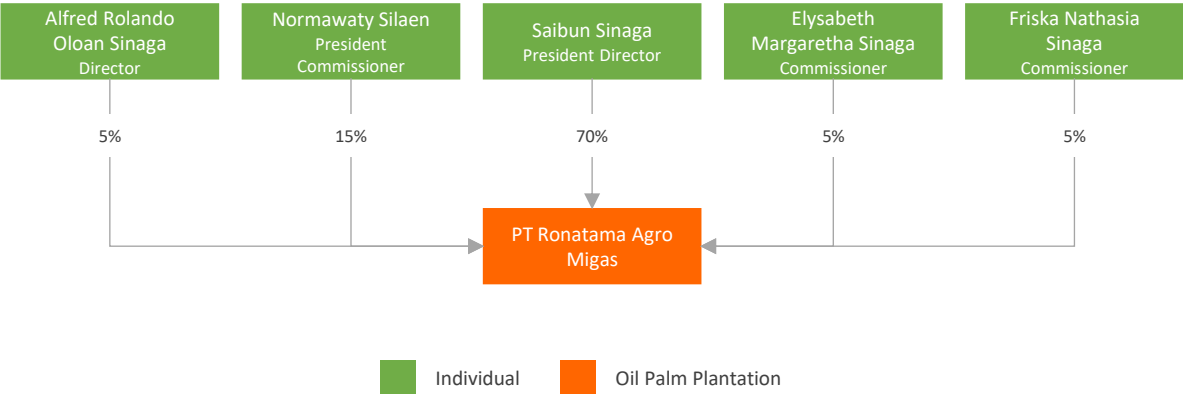 Alfred Rolando
Oloan Sinaga
Director
Normawaty Silaen
President
Commissioner
Saibun Sinaga
President Director
Elysabeth
Margaretha Sinaga
Commissioner
Friska Nathasia
Sinaga
Commissioner
5%
15%
70%
5%
5%
PT Ronatama Agro
Migas
Individual
Oil Palm Plantation